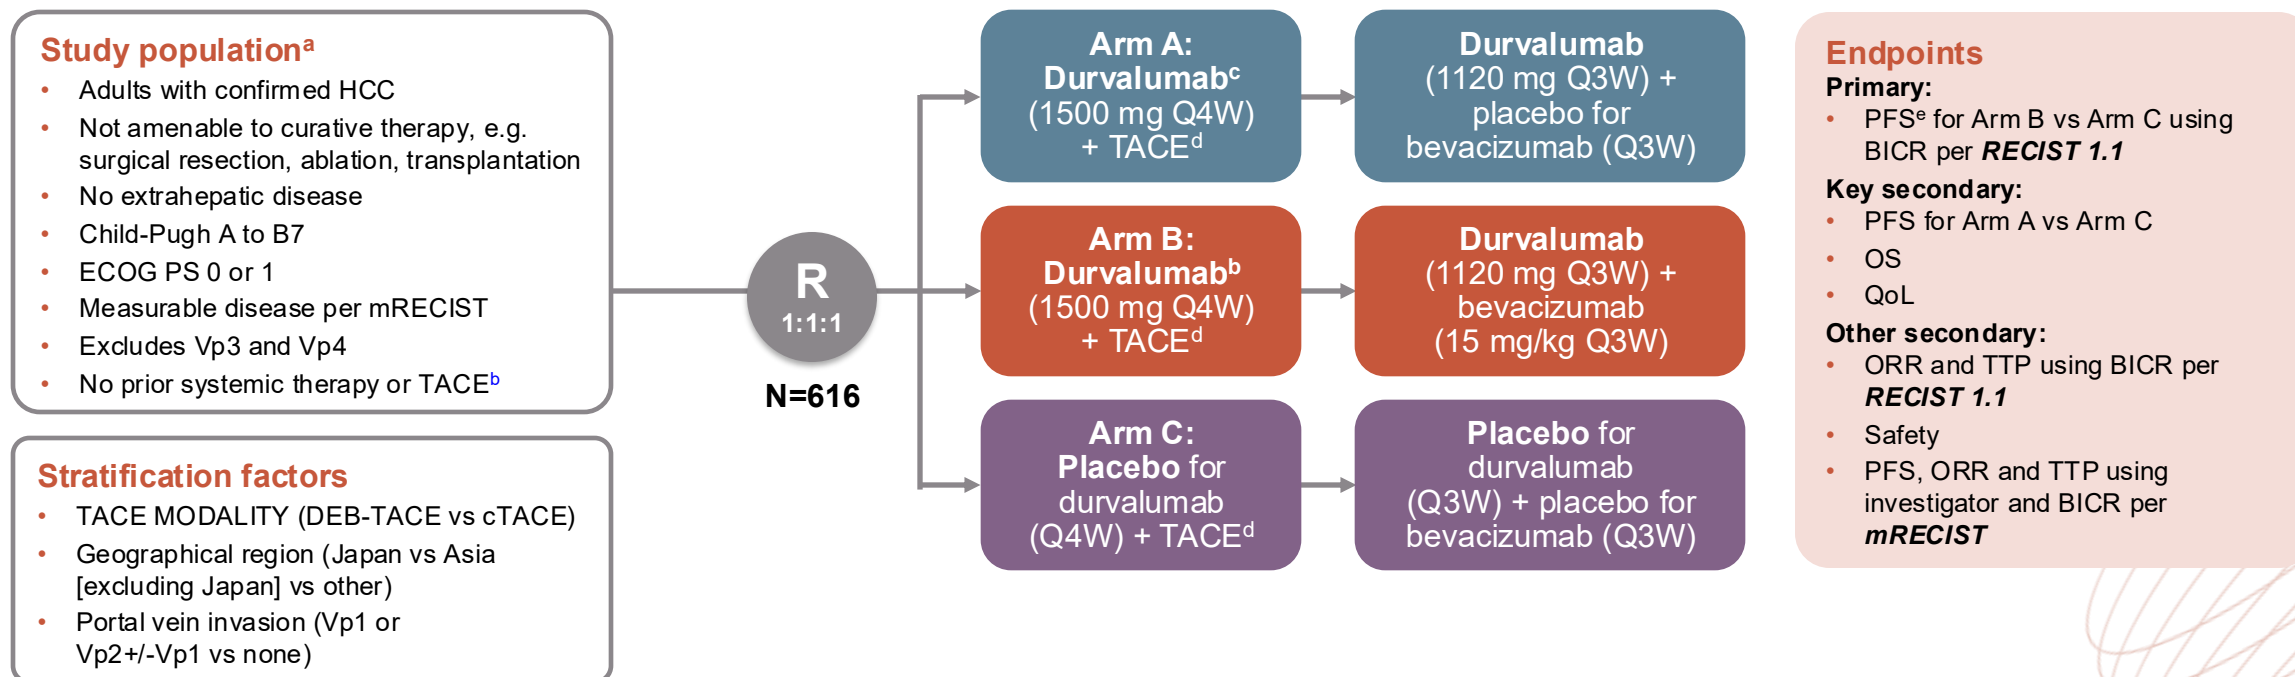 Study populationᵃ
• Adults with confirmed HCC
• Not amenable to curative therapy, e.g.
surgical resection, ablation, transplantation
• No extrahepatic disease
• Child-Pugh A to B7
• ECOG PS 0 or 1
• Measurable disease per mRECIST
• Excludes Vp3 and Vp4
• No prior systemic therapy or TACEᵇ
Stratification factors
• TACE MODALITY (DEB-TACE vs cTACE)
• Geographical region (Japan vs Asia
[excluding Japan] vs other)
• Portal vein invasion (Vp1 or
Vp2+/-Vp1 vs none)
R
1:1:1
N=616
Arm A:
Durvalumabᶜ
(1500 mg Q4W)
+ TACEᵈ
Durvalumab
(1120 mg Q3W) +
placebo for
bevacizumab (Q3W)
Arm B:
Durvalumabᵇ
(1500 mg Q4W)
+ TACEᵈ
Durvalumab
(1120 mg Q3W) +
bevacizumab
(15 mg/kg Q3W)
Arm C:
Placebo for
durvalumab
(Q4W) + TACEᵈ
Placebo for
durvalumab
(Q3W) + placebo for
bevacizumab (Q3W)
Endpoints
Primary:
• PFSᵉ for Arm B vs Arm C using
BICR per RECIST 1.1
Key secondary:
• PFS for Arm A vs Arm C
• OS
• QoL
Other secondary:
• ORR and TTP using BICR per
RECIST 1.1
• Safety
• PFS, ORR and TTP using
investigator and BICR per
mRECIST